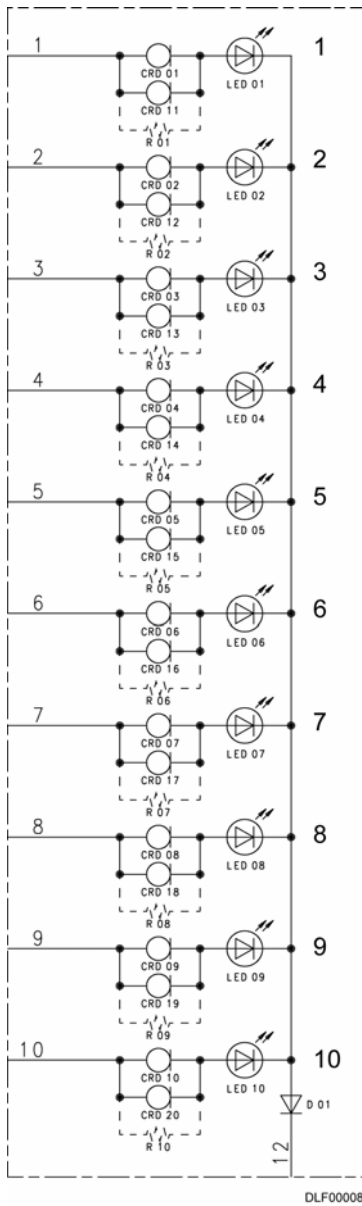 1 1
CRD 01
LED 01
CRD 11
R 01
2 2
CRD 02
LED 02
CRD 12
R 02
3 3
CRD 03
LED 03
CRD 13
R 03
4 4
CRD 04
LED 04
CRD 14
R 04
5 5
CRD 05
LED 05
CRD 15
R 05
6 6
CRD 06
LED 06
CRD 16
R 06
7 7
CRD 07
LED 07
CRD 17
R 07
8 8
CRD 08
LED 08
CRD 18
R 08
9 9
CRD 09
LED 09
CRD 19
R 09
10 10
CRD 10
LED 10
CRD 20
D 01
R 10
12
DLF00008